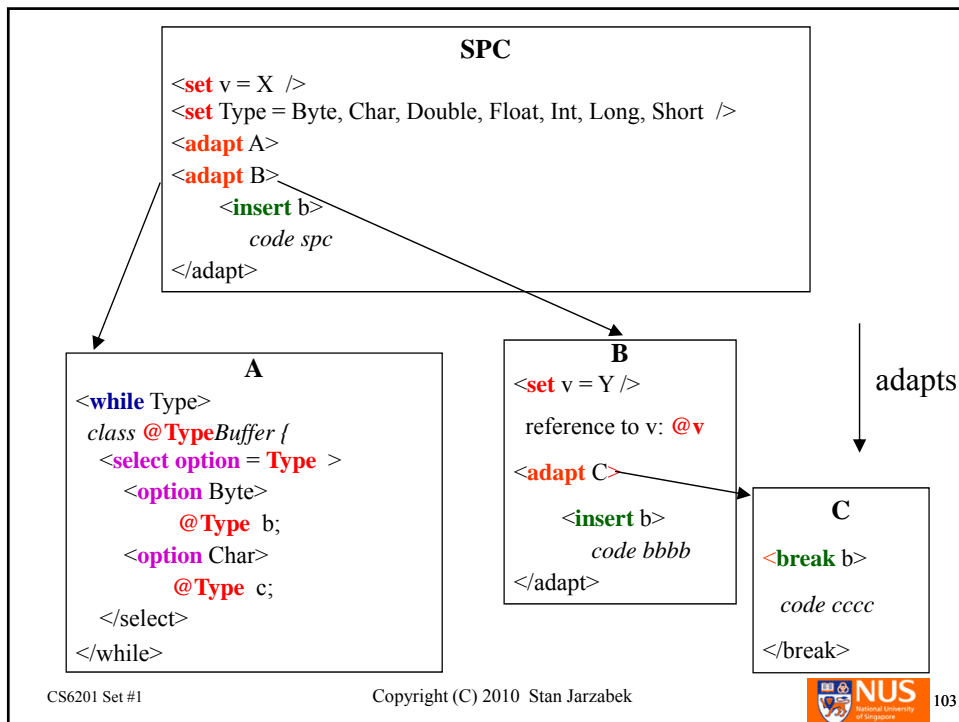 SPC
<set v = X />
<set Type = Byte, Char, Double, Float, Int, Long, Short />
<adapt A>
<adapt B>
<insert b>
code spc
</adapt>
A
<while Type>
class @TypeBuffer {
<select option = Type >
<option Byte>
@Type b;
<option Char>
@Type c;
</select>
</while>
B
<set v = Y />
reference to v: @v
<adapt C>
<insert b>
code bbbb
</adapt>
adapts
C
<break b>
code cccc
</break>
CS6201 Set #1
Copyright (C) 2010 Stan Jarzabek
NUS
National University
of Singapore
103